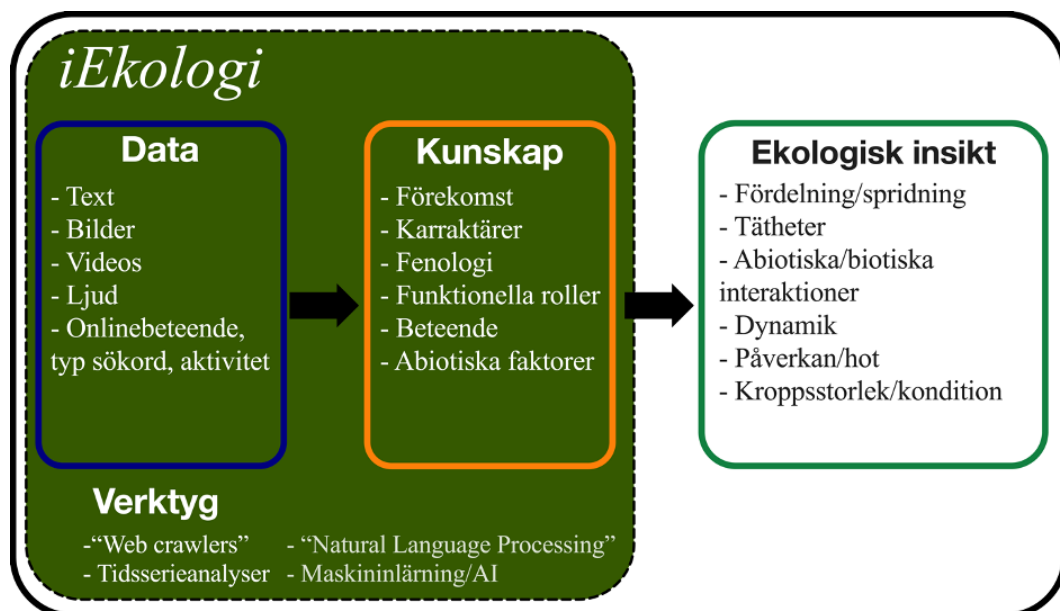 iEkologi
Data
- Text
- Bilder
- Videos
- Ljud
- Onlinebeteende,
typ sökord, aktivitet
Kunskap
- Förekomst
- Karraktärer
- Fenologi
- Funktionella roller
- Beteende
- Abiotiska faktorer
Ekologisk insikt
- Fördelning/spridning
- Tätheter
- Abiotiska/biotiska
interaktioner
- Dynamik
- Påverkan/hot
- Kroppsstorlek/kondition
Verktyg
-“Web crawlers”
- Tidsserieanalyser
- “Natural Language Processing”
- Maskininlärning/AI